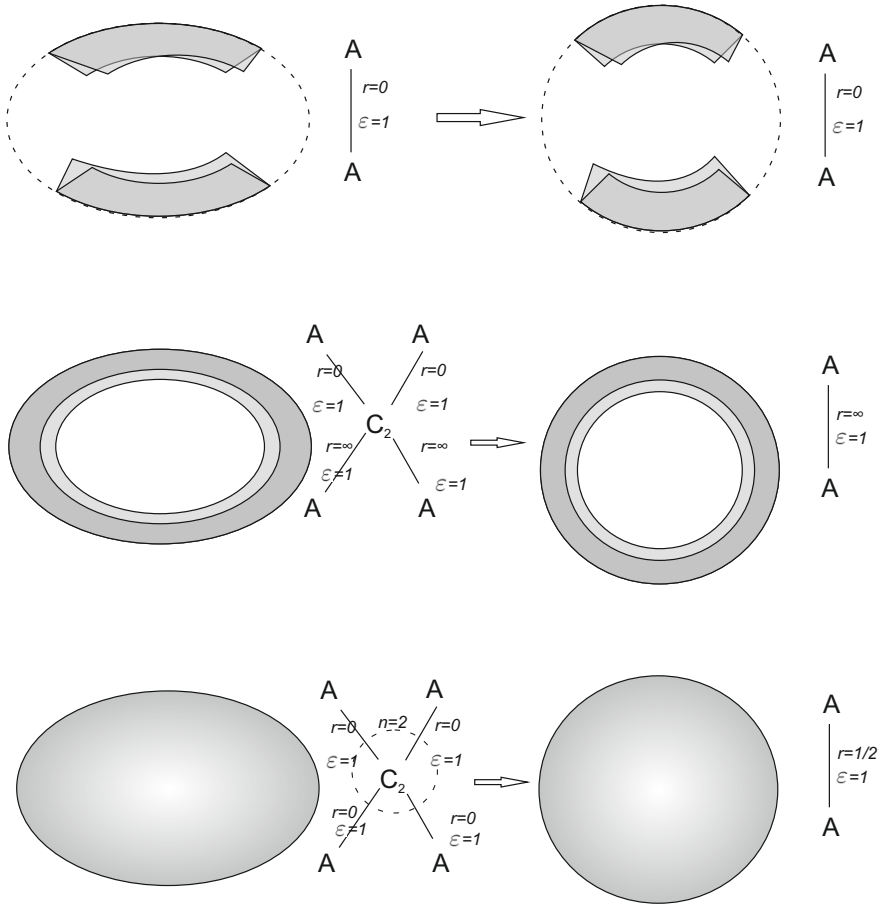 A
r=0
ε=1
A
A
r=0
ε=1
A
A A
r=0 r=0
ε=1 ε=1
C₂
r=∞ r=∞
ε=1 ε=1
A A
A
r=∞
ε=1
A
A A
n=2
r=0 r=0
ε=1 ε=1
C₂
r=0 r=0
ε=1 ε=1
A A
A
r=1/2
ε=1
A